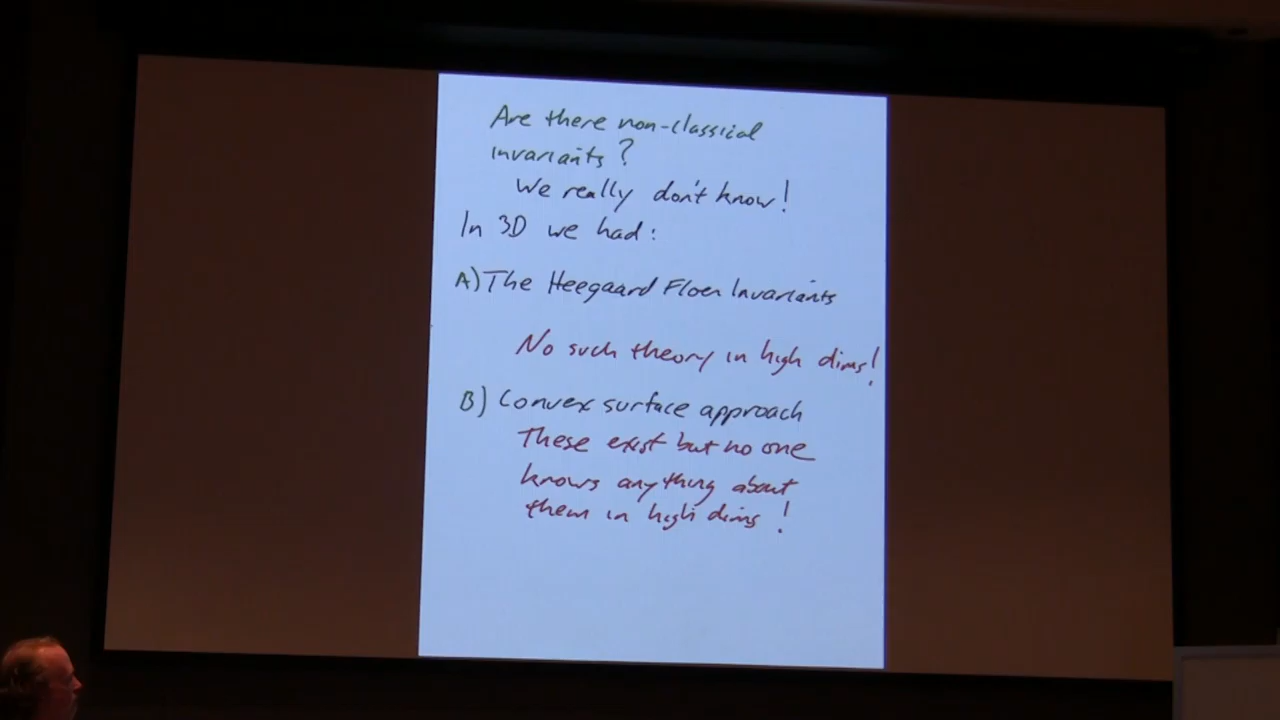 Are there non-classical
invariants?
We really don't know!
In 3D we had:
A) The Heegaard Floer Invariants
No such theory in high dims!
B) Convex surface approach
These exist but no one
knows anything about
them in high dims!